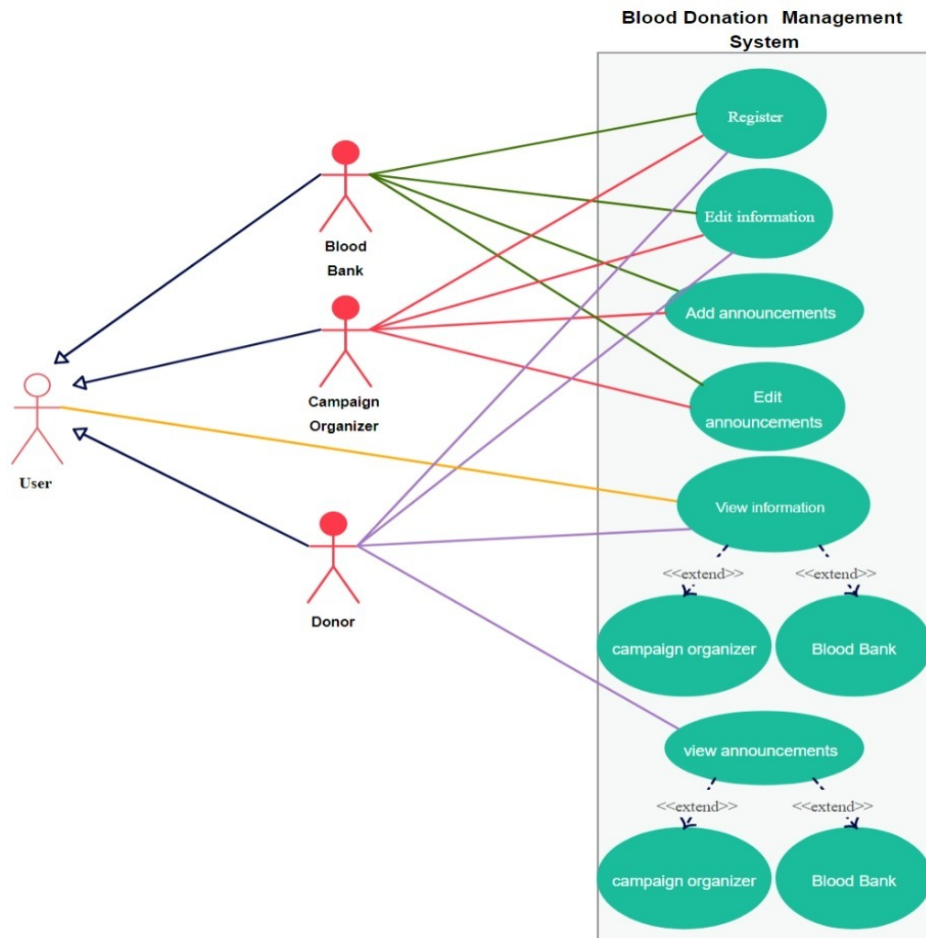 Blood Donation Management
System
Register
Blood
Bank
Edit information
Add announcements
Campaign
Organizer
Edit
announcements
User
View information
<<extend>>
<<extend>>
Donor
campaign organizer
Blood Bank
view announcements
<<extend>>
<<extend>>
campaign organizer
Blood Bank